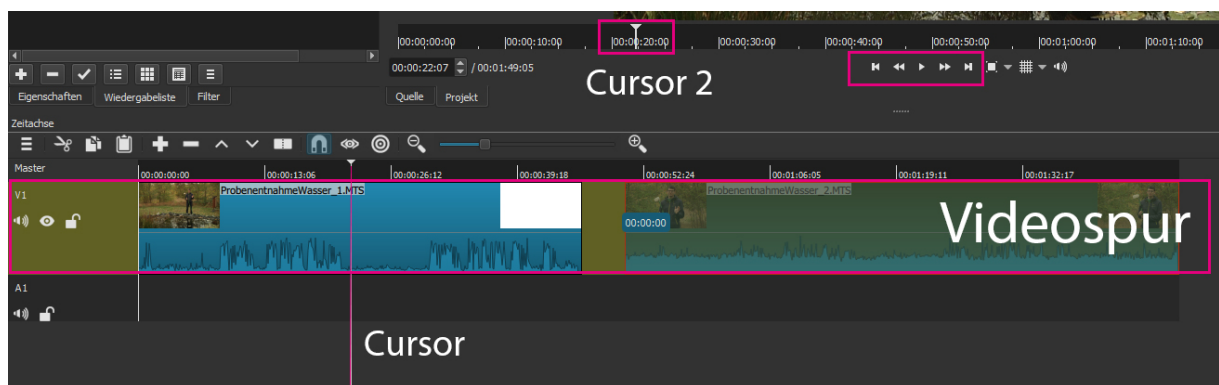 00:00:00:00 00:00:10:00 00:00:20:00 00:00:30:00 00:00:40:00 00:00:50:00 00:01:00:00 00:01:10:00
00:00:22:07 / 00:01:49:05
Cursor 2
Eigenschaften Wiedergabeliste Filter
Quelle Projekt
Zeitachse
Master
00:00:00:00 00:00:13:06 00:00:26:12 00:00:39:18 00:00:52:24 00:01:06:05 00:01:19:11 00:01:32:17
V1
ProbenentnahmeWasser_1.MTS
ProbenentnahmeWasser_2.MTS
00:00:00
Videospur
A1
Cursor